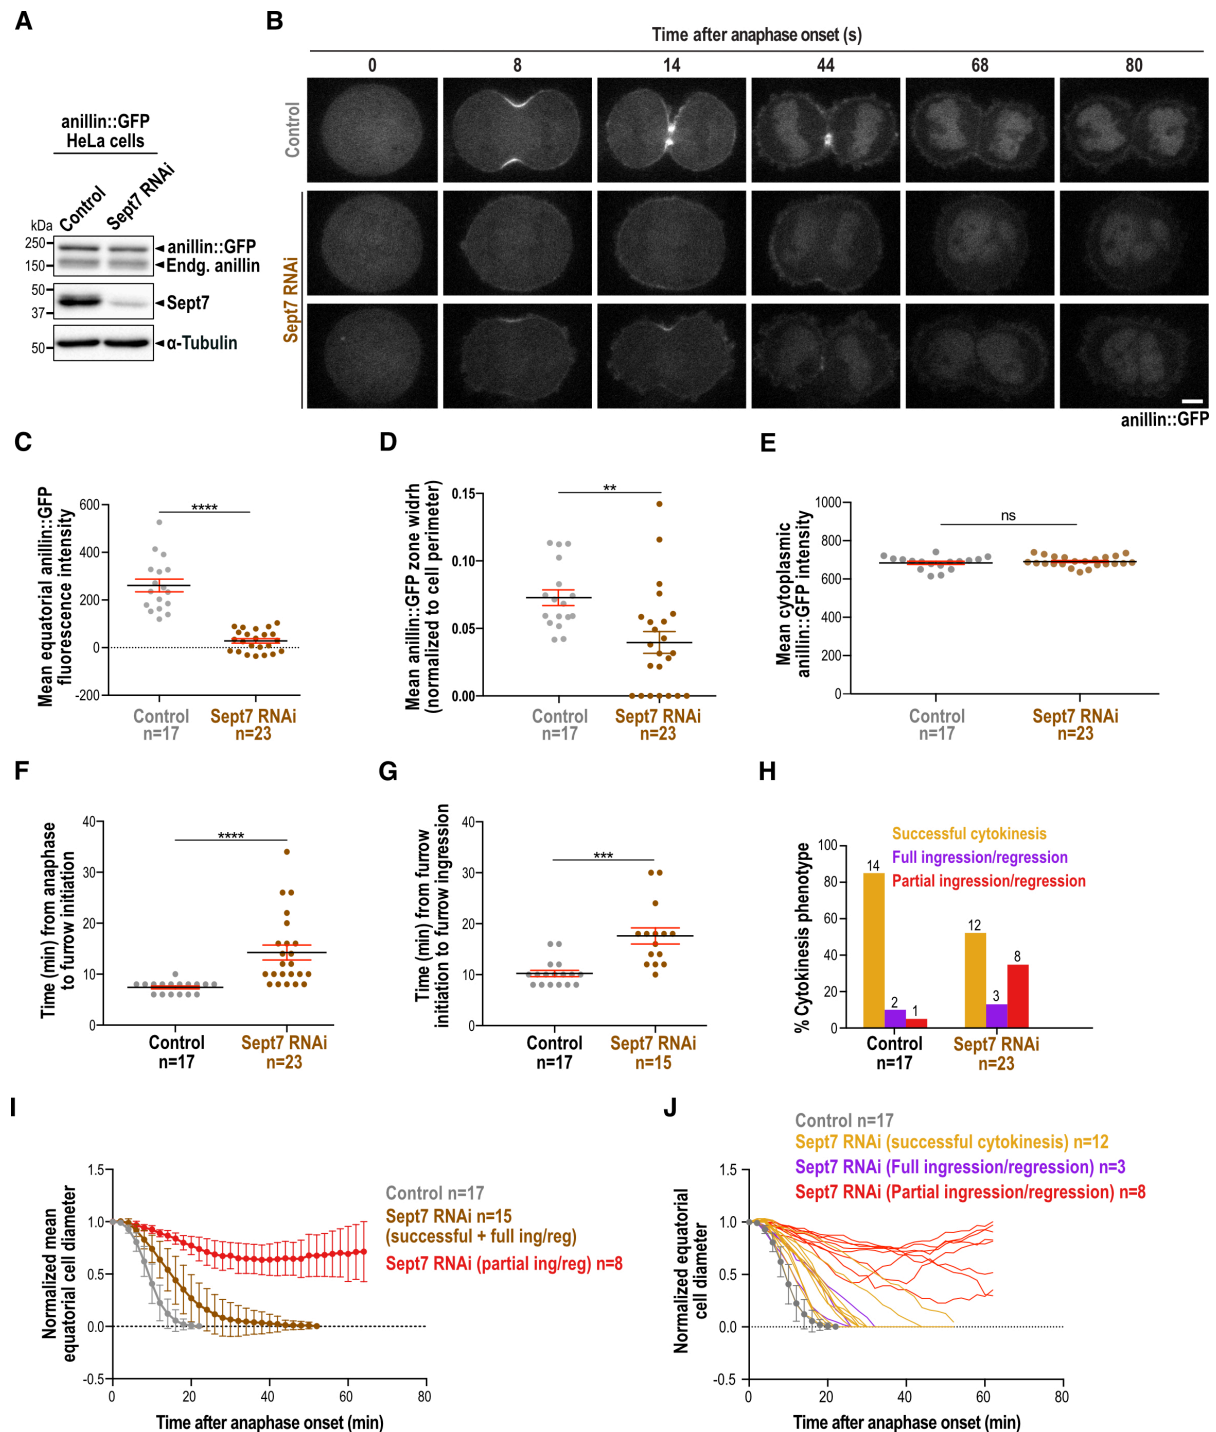 A
anillin::GFP
HeLa cells
Control
Sept7 RNAi
kDa
250
150
anillin::GFP
Endg. anillin
50
37
Sept7
50
α-Tubulin
B
Time after anaphase onset (s)
0 8 14 44 68 80
Control
Sept7 RNAi
anillin::GFP
C
Mean equatorial anillin::GFP
fluorescence intensity
600
400
200
0
-200
****
Control
n=17
Sept7 RNAi
n=23
D
Mean anillin::GFP zone widrh
(normalized to cell perimeter)
0.15
0.10
0.05
0.00
**
Control
n=17
Sept7 RNAi
n=23
E
Mean cytoplasmic
anillin::GFP intensity
1000
800
600
400
200
0
ns
Control
n=17
Sept7 RNAi
n=23
F
Time (min) from anaphase
to furrow initiation
40
30
20
10
0
****
Control
n=17
Sept7 RNAi
n=23
G
Time (min) from furrow
initiation to furrow ingression
40
30
20
10
0
***
Control
n=17
Sept7 RNAi
n=15
H
Successful cytokinesis
Full ingression/regression
Partial ingression/regression
% Cytokinesis phenotype
100
80
60
40
20
0
14
2
1
12
3
8
Control
n=17
Sept7 RNAi
n=23
I
Normalized mean
equatorial cell diameter
1.5
1.0
0.5
0.0
-0.5
0 20 40 60 80
Time after anaphase onset (min)
Control n=17
Sept7 RNAi n=15
(successful + full ing/reg)
Sept7 RNAi (partial ing/reg) n=8
J
Control n=17
Sept7 RNAi (successful cytokinesis) n=12
Sept7 RNAi (Full ingression/regression) n=3
Sept7 RNAi (Partial ingression/regression) n=8
Normalized equatorial
cell diameter
1.5
1.0
0.5
0.0
-0.5
0 20 40 60 80
Time after anaphase onset (min)